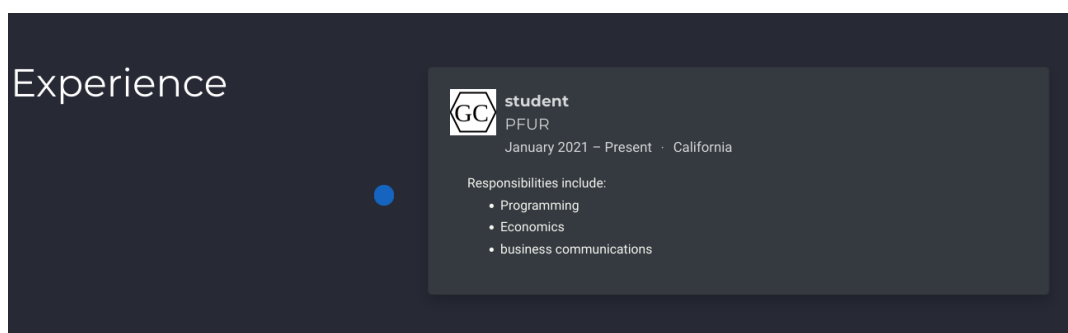 Experience
GC
student
PFUR
January 2021 – Present · California
Responsibilities include:
• Programming
• Economics
• business communications